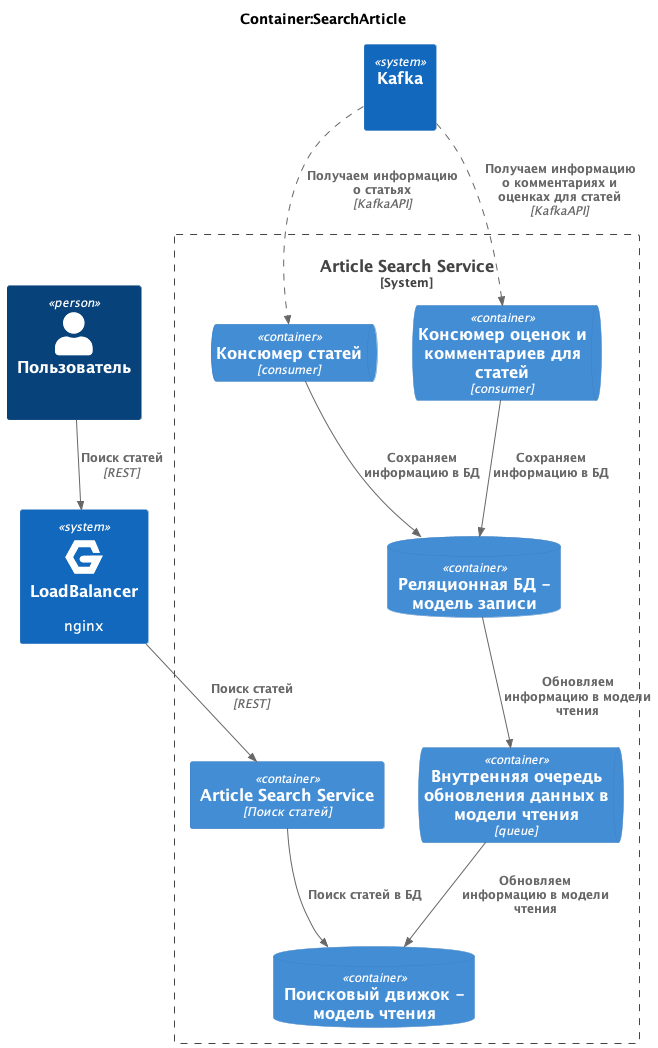 Container:SearchArticle
«system»
Kafka
Получаем информацию
о статьях
[KafkaAPI]
Получаем информацию
о комментариях и
оценках для статей
[KafkaAPI]
Article Search Service
[System]
«person»
Пользователь
«container»
Консюмер статей
[consumer]
«container»
Консюмер оценок и
комментариев для
статей
[consumer]
Поиск статей
[REST]
Сохраняем
информацию в БД
Сохраняем
информацию в БД
«system»
LoadBalancer
nginx
«container»
Реляционная БД -
модель записи
Поиск статей
[REST]
Обновляем
информацию в модели
чтения
«container»
Article Search Service
[Поиск статей]
«container»
Внутренняя очередь
обновления данных в
модели чтения
[queue]
Поиск статей в БД
Обновляем
информацию в модели
чтения
«container»
Поисковый движок -
модель чтения